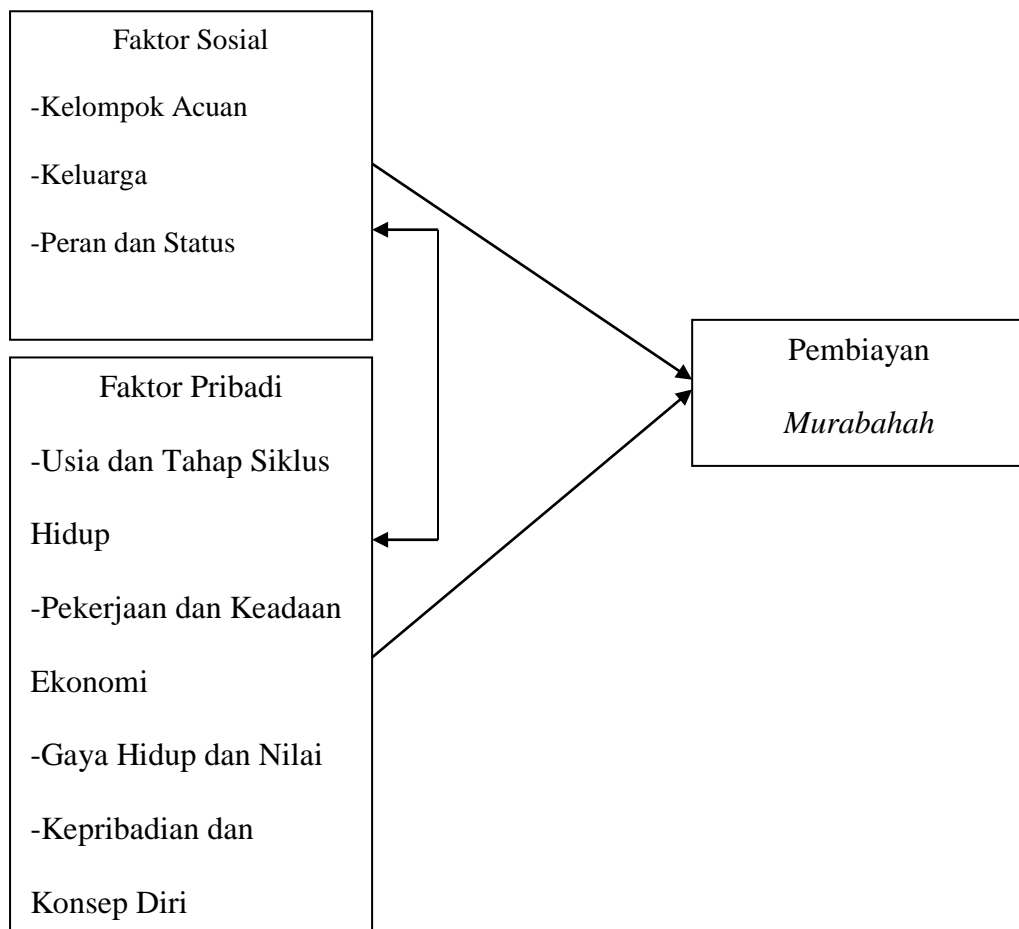 Faktor Sosial
-Kelompok Acuan
-Keluarga
-Peran dan Status
Faktor Pribadi
-Usia dan Tahap Siklus
Hidup
-Pekerjaan dan Keadaan
Ekonomi
-Gaya Hidup dan Nilai
-Kepribadian dan
Konsep Diri
Pembiayan
Murabahah